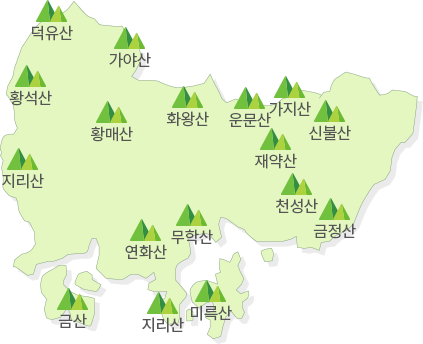 덕유산
가야산
황석산
황매산
화왕산
운문산
가지산
신불산
재약산
지리산
천성산
금정산
무학산
연화산
금산
지리산
미륵산